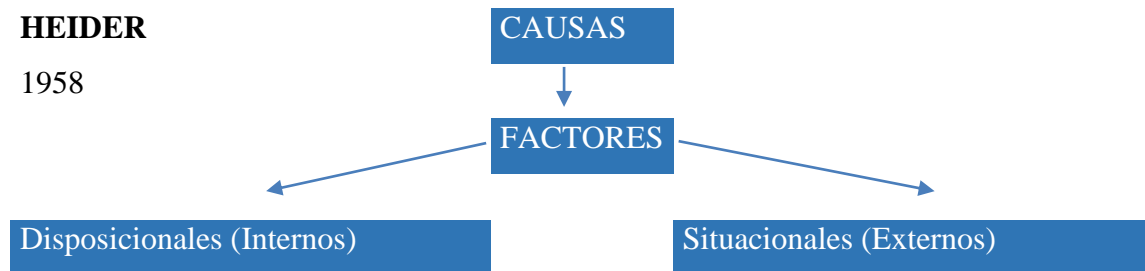 HEIDER
1958
CAUSAS
FACTORES
Disposicionales (Internos)
Situacionales (Externos)